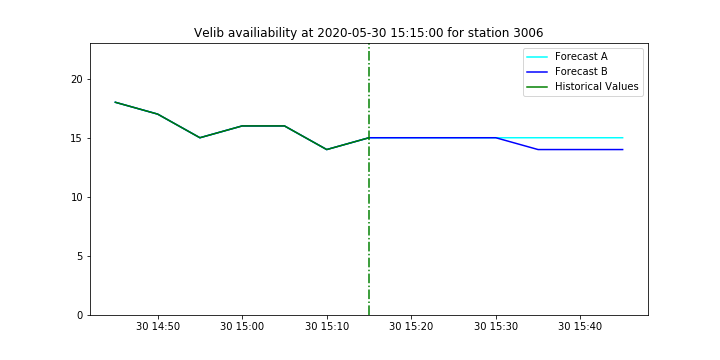 Velib availiability at 2020-05-30 15:15:00 for station 3006
Forecast A
Forecast B
Historical Values
20
15
10
5
0
30 14:50 30 15:00 30 15:10 30 15:20 30 15:30 30 15:40